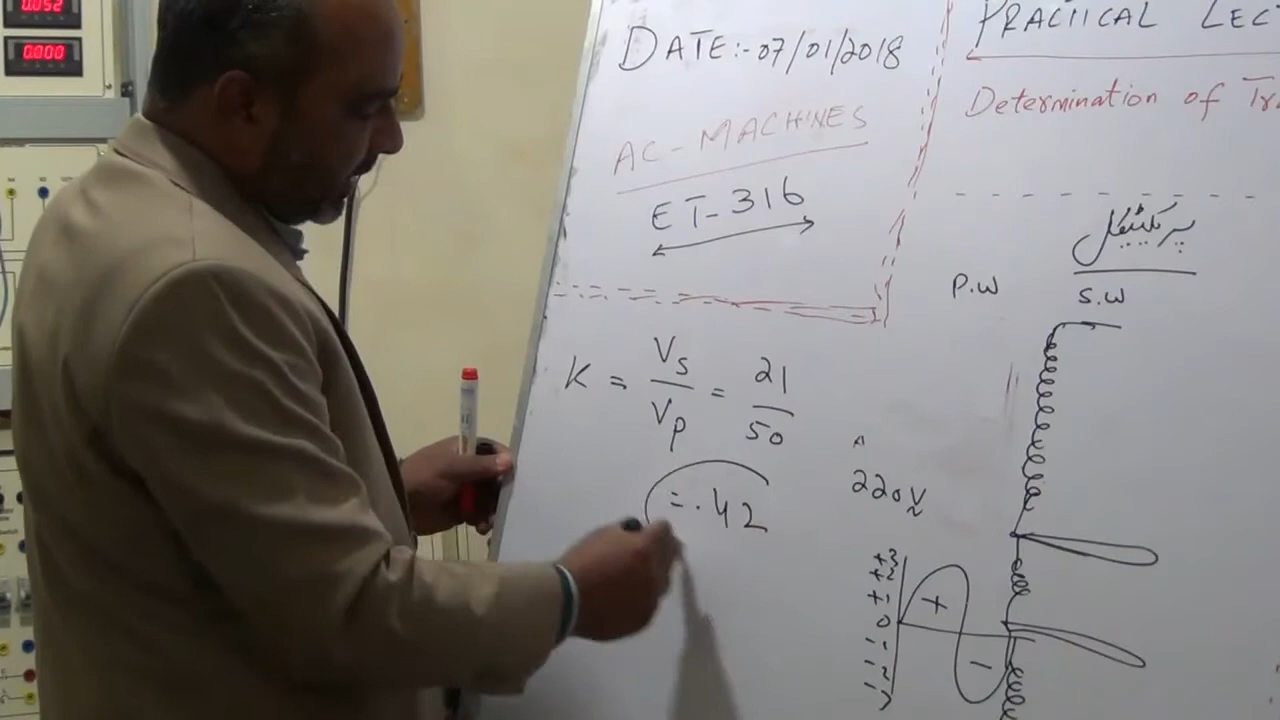 0.052
0.000
DATE:-07/01/2018
AC-MACHINES
ET-316
PRACTICAL LEC
Determination of Tr
پریکٹیکل
P.W
S.W
K = Vs/Vp = 21/50
= .42
220V
+3
+2
+1
0
+
-